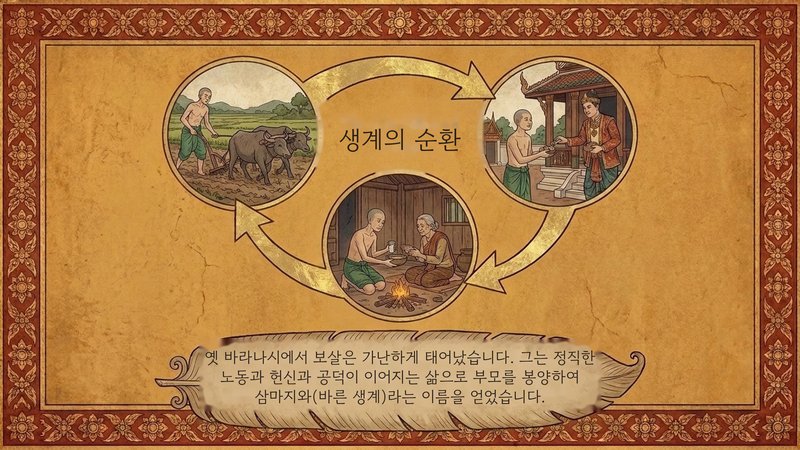 생계의 순환
옛 바라나시에서 보살은 가난하게 태어났습니다. 그는 정직한
노동과 헌신과 공덕이 이어지는 삶으로 부모를 봉양하여
삼마지와(바른 생계)라는 이름을 얻었습니다.